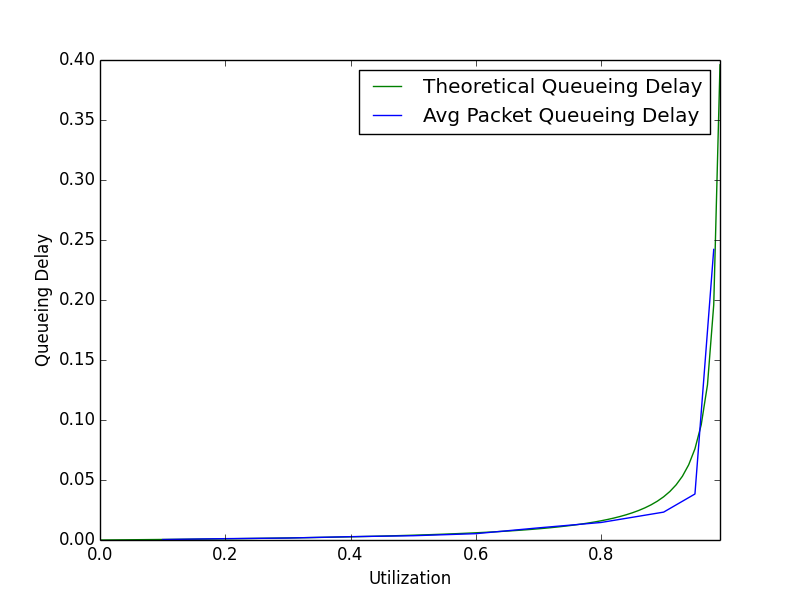 Theoretical Queueing Delay
Avg Packet Queueing Delay
0.40
0.35
0.30
0.25
0.20
0.15
0.10
0.05
0.00
Queueing Delay
0.0 0.2 0.4 0.6 0.8
Utilization